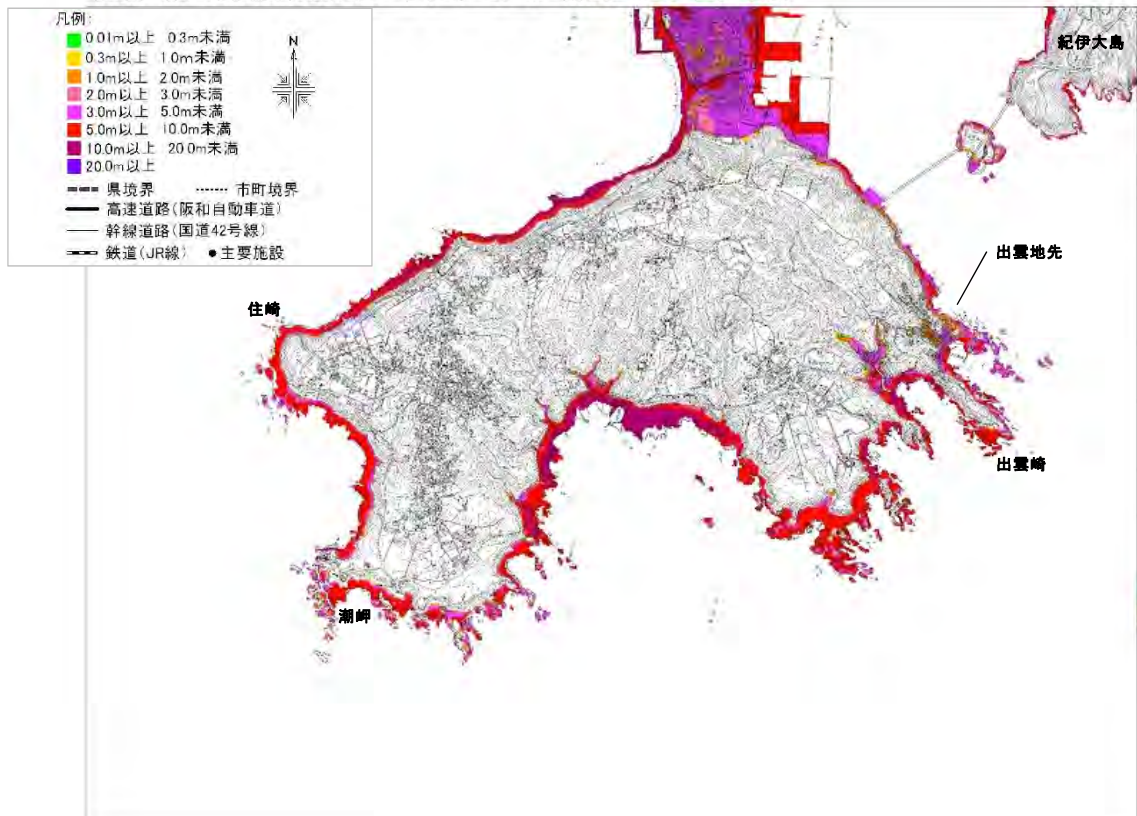 凡例:
0.01m以上 0.3m未満
0.3m以上 1.0m未満
1.0m以上 2.0m未満
2.0m以上 3.0m未満
3.0m以上 5.0m未満
5.0m以上 10.0m未満
10.0m以上 20.0m未満
20.0m以上
県境界 市町境界
高速道路(阪和自動車道)
幹線道路(国道42号線)
鉄道(JR線) ●主要施設
N
紀伊大島
出雲地先
住崎
出雲崎
潮岬